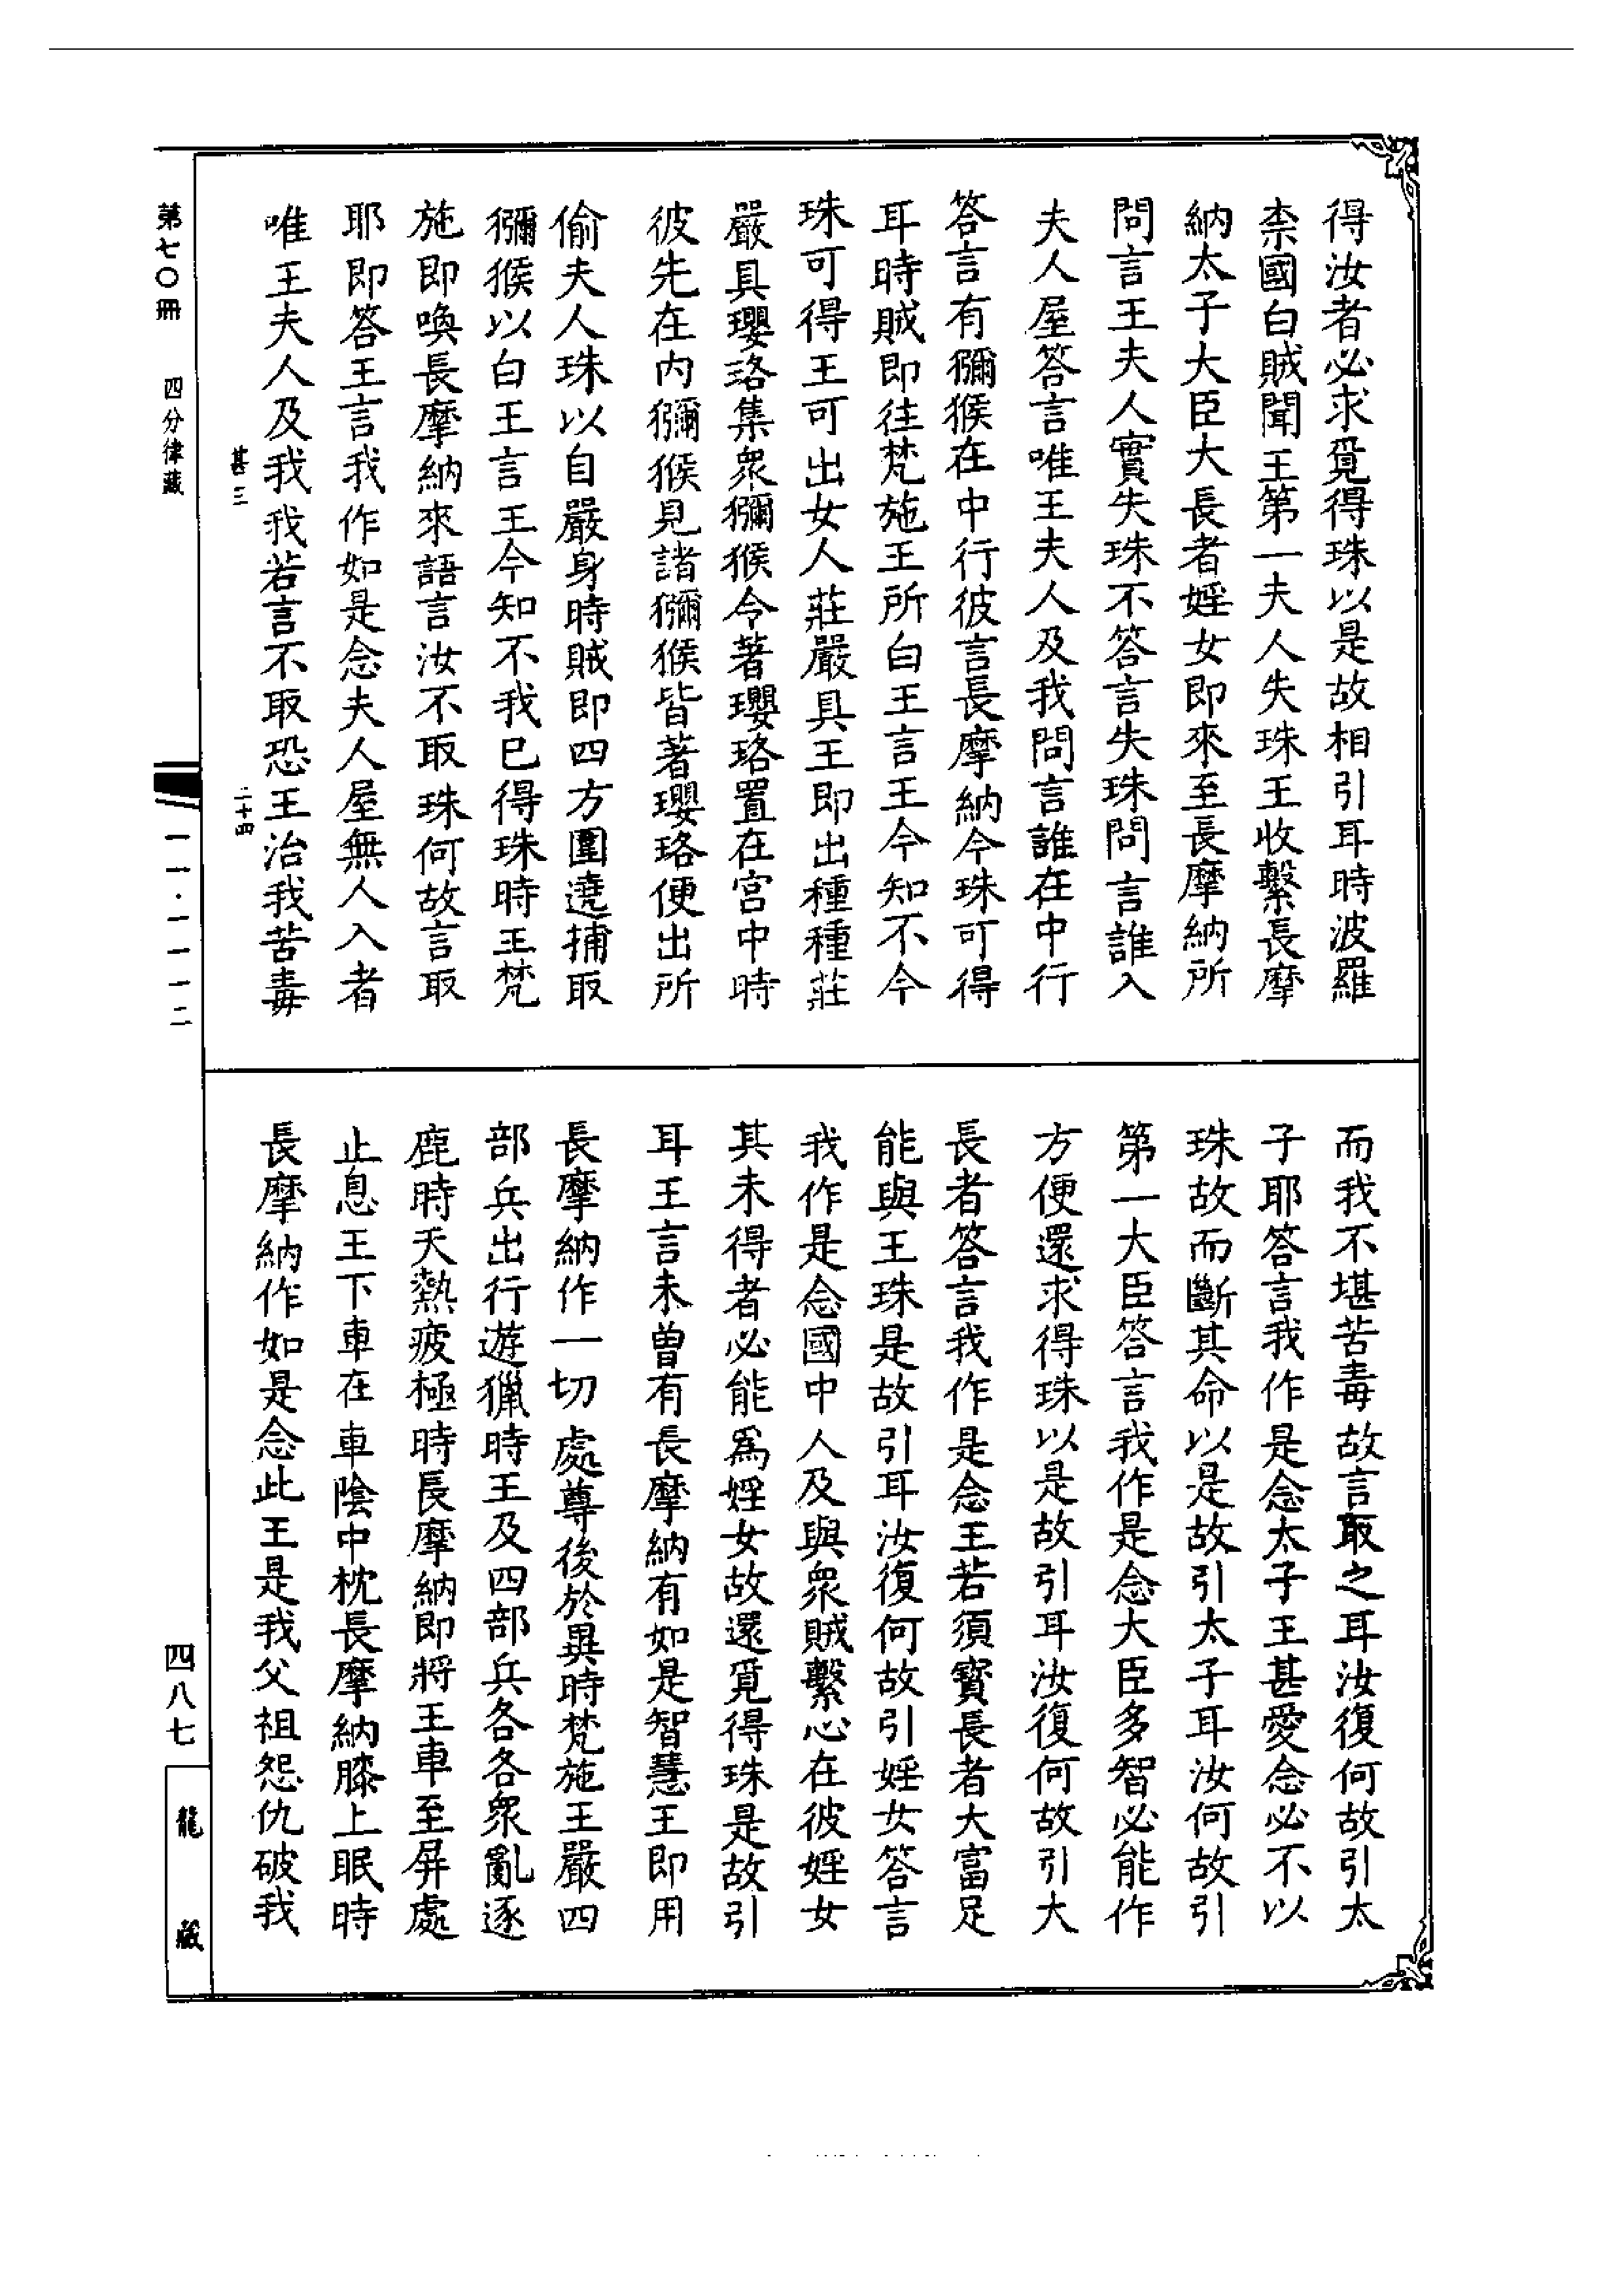 得汝者必求覓得珠以是故相引耳時波羅
柰國白賊聞王第一夫人失珠王收繫長摩
納太子大臣大長者婬女即來至長摩納所
問言王夫人實失珠不答言失珠問言誰入
夫人屋答言唯王夫人及我問言誰在中行
答言有獼猴在中行彼言長摩納今珠可得
耳時賊即往梵施王所白王言王今知不今
珠可得王可出女人莊嚴具王即出種種莊
嚴具瓔珞集眾獼猴令著瓔珞置在宮中時
彼先在內獼猴見諸獼猴皆著瓔珞便出所
偷夫人珠以自嚴身時賊即四方圍遶捕取
獼猴以白王言王今知不我已得珠時王梵
施即喚長摩納來語言汝不取珠何故言取
耶即答王言我作如是念夫人屋無人入者
唯王夫人及我我若言不取恐王治我苦毒
而我不堪苦毒故言取之耳汝復何故引太
子耶答言我作是念太子王甚愛念必不以
珠故而斷其命以是故引太子耳汝何故引
第一大臣答言我作是念大臣多智必能作
方便還求得珠以是故引耳汝復何故引大
長者答言我作是念王若須寶長者大富足
能與王珠是故引耳汝復何故引婬女答言
我作是念國中人及與眾賊繫心在彼婬女
其未得者必能為婬女故還覓得珠是故引
耳王言未曾有長摩納有如是智慧王即用
長摩納作一切處尊後於異時梵施王嚴四
部兵出行遊獵時王及四部兵各各眾亂逐
鹿時天熱疲極時長摩納即將王車至屏處
止息王下車在車陰中枕長摩納膝上眠時
長摩納作如是念此王是我父祖怨仇破我
甚三
二十四
第七〇冊
四分律藏
一一·一一一二
四八七
龍藏